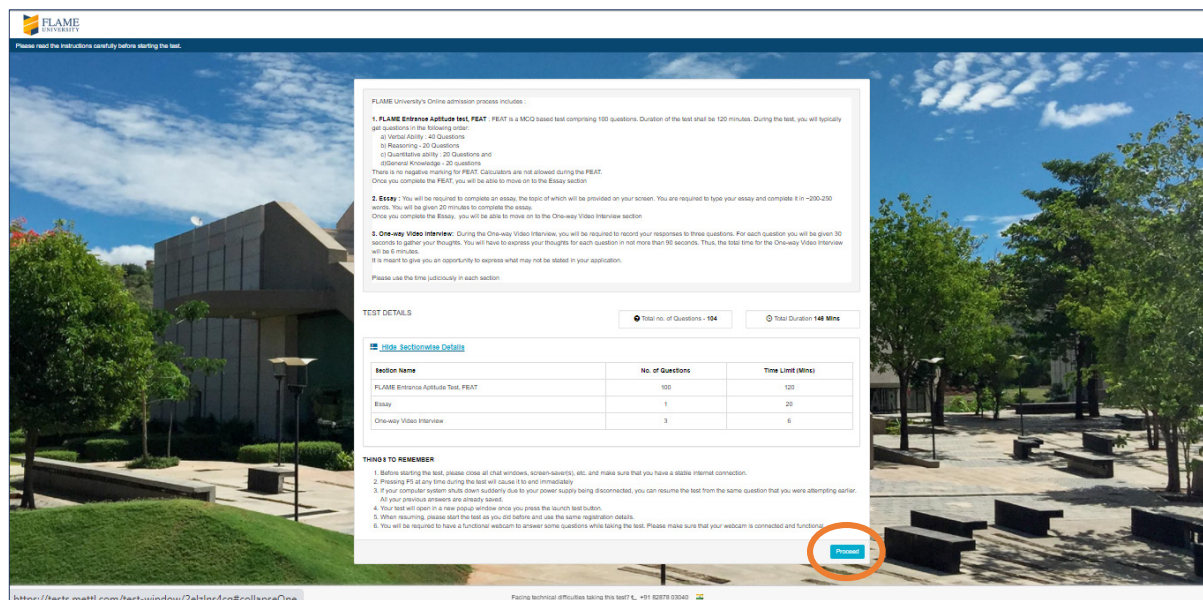 FLAME
UNIVERSITY
Please read the instructions carefully before starting the test.
FLAME University's Online admission process includes :
1. FLAME Entrance Aptitude test, FEAT : FEAT is a MCQ based test comprising 100 questions. Duration of the test shall be 120 minutes. During the test, you will typically
get questions in the following order:
a) Verbal Ability : 40 Questions
b) Reasoning - 20 Questions
c) Quantitative ability : 20 Questions and
d)General Knowledge - 20 questions
There is no negative marking for FEAT. Calculators are not allowed during the FEAT.
Once you complete the FEAT, you will be able to move on to the Essay section
2. Essay : You will be required to complete an essay, the topic of which will be provided on your screen. You are required to type your essay and complete it in ~200-250
words. You will be given 20 minutes to complete the essay.
Once you complete the Essay, you will be able to move on to the One-way Video Interview section
3. One-way Video Interview: During the One-way Video Interview, you will be required to record your responses to three questions. For each question you will be given 30
seconds to gather your thoughts. You will have to express your thoughts for each question in not more than 90 seconds. Thus, the total time for the One-way Video Interview
will be 6 minutes.
It is meant to give you an opportunity to express what may not be stated in your application.
Please use the time judiciously in each section
TEST DETAILS
Total no. of Questions - 104
Total Duration 146 Mins
Hide Sectionwise Details
Section Name No. of Questions Time Limit (Mins)
FLAME Entrance Aptitude Test, FEAT 100 120
Essay 1 20
One-way Video Interview 3 6
THINGS TO REMEMBER
1. Before starting the test, please close all chat windows, screen-saver(s), etc. and make sure that you have a stable internet connection.
2. Pressing F5 at any time during the test will cause it to end immediately
3. If your computer system shuts down suddenly due to your power supply being disconnected, you can resume the test from the same question that you were attempting earlier.
All your previous answers are already saved.
4. Your test will open in a new popup window once you press the launch test button.
5. When resuming, please start the test as you did before and use the same registration details.
6. You will be required to have a functional webcam to answer some questions while taking the test. Please make sure that your webcam is connected and functional.
Proceed
Facing technical difficulties taking this test? +91 82878 03040